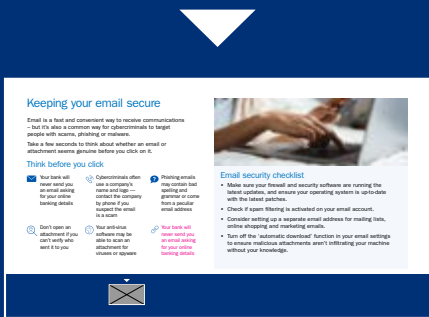 Keeping your email secure
Email is a fast and convenient way to receive communications
– but it's also a common way for cybercriminals to target
people with scams, phishing or malware.
Take a few seconds to think about whether an email or
attachment seems genuine before you click on it.
Think before you click
Your bank will
never send you
an email asking
for your online
banking details
Cybercriminals often
use a company's
name and logo —
contact the company
by phone if you
suspect the email
is a scam
Phishing emails
may contain bad
spelling and
grammar or come
from a peculiar
email address
Don't open an
attachment if you
can't verify who
sent it to you
Your anti-virus
software may be
able to scan an
attachment for
viruses or spyware
Your bank will
never send you
an email asking
for your online
banking details
Email security checklist
• Make sure your firewall and security software are running the
latest updates, and ensure your operating system is up-to-date
with the latest patches.
• Check if spam filtering is activated on your email account.
• Consider setting up a separate email address for mailing lists,
online shopping and marketing emails.
• Turn off the 'automatic download' function in your email settings
to ensure malicious attachments aren't infiltrating your machine
without your knowledge.